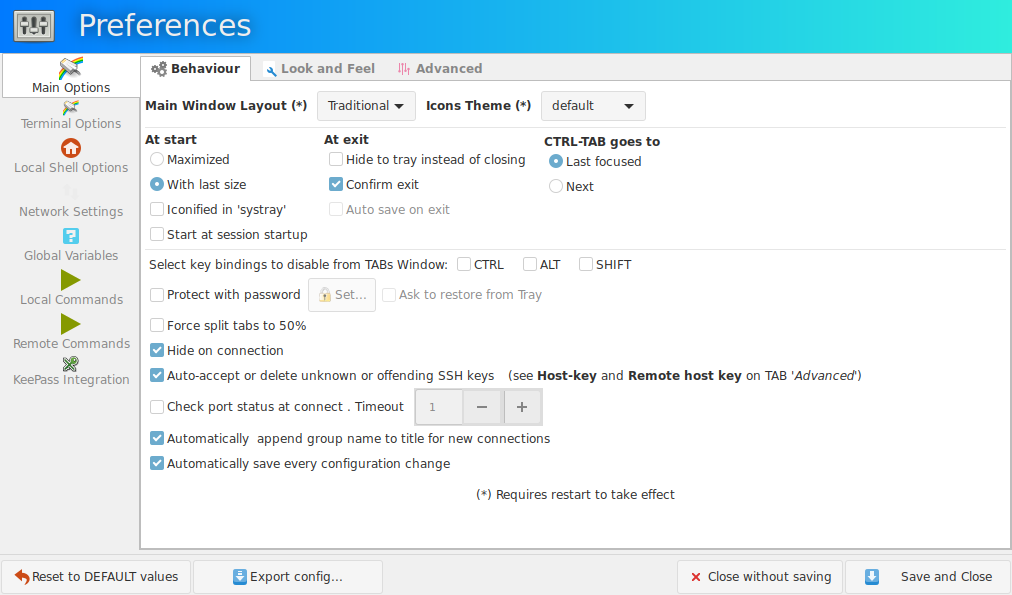 Preferences
Main Options
Terminal Options
Local Shell Options
Network Settings
Global Variables
Local Commands
Remote Commands
KeePass Integration
Behaviour Look and Feel Advanced
Main Window Layout (*) Traditional Icons Theme (*) default
At start At exit CTRL-TAB goes to
Maximized Hide to tray instead of closing Last focused
With last size Confirm exit Next
Iconified in 'systray' Auto save on exit
Start at session startup
Select key bindings to disable from TABs Window: CTRL ALT SHIFT
Protect with password Set... Ask to restore from Tray
Force split tabs to 50%
Hide on connection
Auto-accept or delete unknown or offending SSH keys (see Host-key and Remote host key on TAB 'Advanced')
Check port status at connect . Timeout 1 − +
Automatically  append group name to title for new connections
Automatically save every configuration change
(*) Requires restart to take effect
Reset to DEFAULT values Export config... Close without saving Save and Close